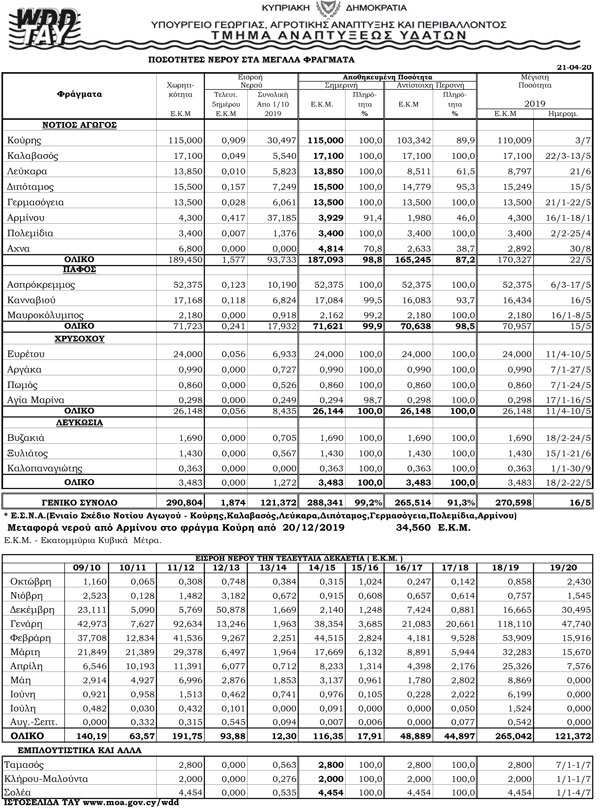 WDD
TAY
ΚΥΠΡΙΑΚΗ ΔΗΜΟΚΡΑΤΙΑ
ΥΠΟΥΡΓΕΙΟ ΓΕΩΡΓΙΑΣ, ΑΓΡΟΤΙΚΗΣ ΑΝΑΠΤΥΞΗΣ ΚΑΙ ΠΕΡΙΒΑΛΛΟΝΤΟΣ
ΤΜΗΜΑ ΑΝΑΠΤΥΞΕΩΣ ΥΔΑΤΩΝ
ΠΟΣΟΤΗΤΕΣ ΝΕΡΟΥ ΣΤΑ ΜΕΓΑΛΑ ΦΡΑΓΜΑΤΑ
21-04-20
Φράγματα Χωρητι- Εισροή Αποθηκευμένη Ποσότητα Μέγιστη
κότητα Νερού Σημερινή Αντίστοιχη Περσινή Ποσότητα
Τελευτ. Συνολική Πληρό- Πληρό-
5ημέρου Απο 1/10 Ε.Κ.Μ. τητα Ε.Κ.Μ τητα 2019
Ε.Κ.Μ Ε.Κ.Μ 2019 % % Ε.Κ.Μ Ημερομ.
ΝΟΤΙΟΣ ΑΓΩΓΟΣ
Κούρης 115,000 0,909 30,497 115,000 100,0 103,342 89,9 110,009 3/7
Καλαβασός 17,100 0,049 5,540 17,100 100,0 17,100 100,0 17,100 22/3-13/5
Λεύκαρα 13,850 0,010 5,823 13,850 100,0 8,511 61,5 8,797 21/6
Διπόταμος 15,500 0,157 7,249 15,500 100,0 14,779 95,3 15,249 15/5
Γερμασόγεια 13,500 0,028 6,061 13,500 100,0 13,500 100,0 13,500 21/1-22/5
Αρμίνου 4,300 0,417 37,185 3,929 91,4 1,980 46,0 4,300 16/1-18/1
Πολεμίδια 3,400 0,007 1,376 3,400 100,0 3,400 100,0 3,400 2/2-25/4
Αχνα 6,800 0,000 0,000 4,814 70,8 2,633 38,7 2,892 30/8
ΟΛΙΚΟ 189,450 1,577 93,733 187,093 98,8 165,245 87,2 170,327 22/5
ΠΑΦΟΣ
Ασπρόκρεμμος 52,375 0,123 10,190 52,375 100,0 52,375 100,0 52,375 6/3-17/5
Κανναβιού 17,168 0,118 6,824 17,084 99,5 16,083 93,7 16,434 16/5
Μαυροκόλυμπος 2,180 0,000 0,918 2,162 99,2 2,180 100,0 2,180 16/1-8/5
ΟΛΙΚΟ 71,723 0,241 17,932 71,621 99,9 70,638 98,5 70,957 15/5
ΧΡΥΣΟΧΟΥ
Ευρέτου 24,000 0,056 6,933 24,000 100,0 24,000 100,0 24,000 11/4-10/5
Αργάκα 0,990 0,000 0,727 0,990 100,0 0,990 100,0 0,990 7/1-27/5
Πωμός 0,860 0,000 0,526 0,860 100,0 0,860 100,0 0,860 7/1-24/5
Αγία Μαρίνα 0,298 0,000 0,249 0,294 98,7 0,298 100,0 0,298 17/1-16/5
ΟΛΙΚΟ 26,148 0,056 8,435 26,144 100,0 26,148 100,0 26,148 11/4-10/5
ΛΕΥΚΩΣΙΑ
Βυζακιά 1,690 0,000 0,705 1,690 100,0 1,690 100,0 1,690 18/2-24/5
Ξυλιάτος 1,430 0,000 0,567 1,430 100,0 1,430 100,0 1,430 15/1-21/6
Καλοπαναγιώτης 0,363 0,000 0,000 0,363 100,0 0,363 100,0 0,363 1/1-30/9
ΟΛΙΚΟ 3,483 0,000 1,272 3,483 100,0 3,483 100,0 3,483 18/2-22/5
ΓΕΝΙΚΟ ΣΥΝΟΛΟ 290,804 1,874 121,372 288,341 99,2% 265,514 91,3% 270,598 16/5
* Ε.Σ.Ν.Α.(Ενιαίο Σχέδιο Νοτίου Αγωγού - Κούρης,Καλαβασός,Λεύκαρα,Διπόταμος,Γερμασόγεια,Πολεμίδια,Αρμίνου)
Μεταφορά νερού από Αρμίνου στο φράγμα Κούρη από 20/12/2019 34,560 Ε.Κ.Μ.
Ε.Κ.Μ. - Εκατομμύρια Κυβικά Μέτρα.
ΕΙΣΡΟΗ ΝΕΡΟΥ ΤΗΝ ΤΕΛΕΥΤΑΙΑ ΔΕΚΑΕΤΙΑ ( Ε.Κ.Μ. )
09/10 10/11 11/12 12/13 13/14 14/15 15/16 16/17 17/18 18/19 19/20
Οκτώβρη 1,160 0,065 0,308 0,748 0,384 0,315 1,024 0,247 0,142 0,858 2,430
Νιόβρη 2,523 0,128 1,482 3,182 0,672 0,915 0,608 0,657 0,614 0,757 1,545
Δεκέμβρη 23,111 5,090 5,769 50,878 1,669 2,140 1,248 7,424 0,881 16,665 30,495
Γενάρη 42,973 7,627 92,634 13,246 1,963 38,354 3,685 21,083 20,661 118,110 47,740
Φεβράρη 37,708 12,834 41,536 9,267 2,251 44,515 2,824 4,181 9,528 53,909 15,916
Μάρτη 21,849 21,389 29,378 6,497 1,964 17,669 6,132 8,891 5,944 32,283 15,670
Απρίλη 6,546 10,193 11,391 6,077 0,712 8,233 1,314 4,398 2,176 25,326 7,576
Μάη 2,914 4,927 6,996 2,876 1,853 3,137 0,961 1,780 2,802 8,869 0,000
Ιούνη 0,921 0,958 1,513 0,462 0,741 0,976 0,105 0,228 2,022 6,199 0,000
Ιούλη 0,482 0,030 0,432 0,101 0,000 0,091 0,003 0,000 0,050 1,524 0,000
Αυγ.-Σεπτ. 0,000 0,332 0,315 0,545 0,094 0,007 0,006 0,000 0,077 0,542 0,000
ΟΛΙΚΟ 140,19 63,57 191,75 93,88 12,30 116,35 17,91 48,889 44,897 265,042 121,372
ΕΜΠΛΟΥΤΙΣΤΙΚΑ ΚΑΙ ΑΛΛΑ
Ταμασός 2,800 0,000 0,563 2,800 100,0 2,800 100,0 2,800 7/1-1/7
Κλήρου-Μαλούντα 2,000 0,000 0,276 2,000 100,0 2,000 100,0 2,000 7/1-1/7
Σολέα 4,454 0,000 0,535 4,454 100,0 4,454 100,0 4,454 1/1-4/7
ΙΣΤΟΣΕΛΙΔΑ ΤΑΥ www.moa.gov.cy/wdd